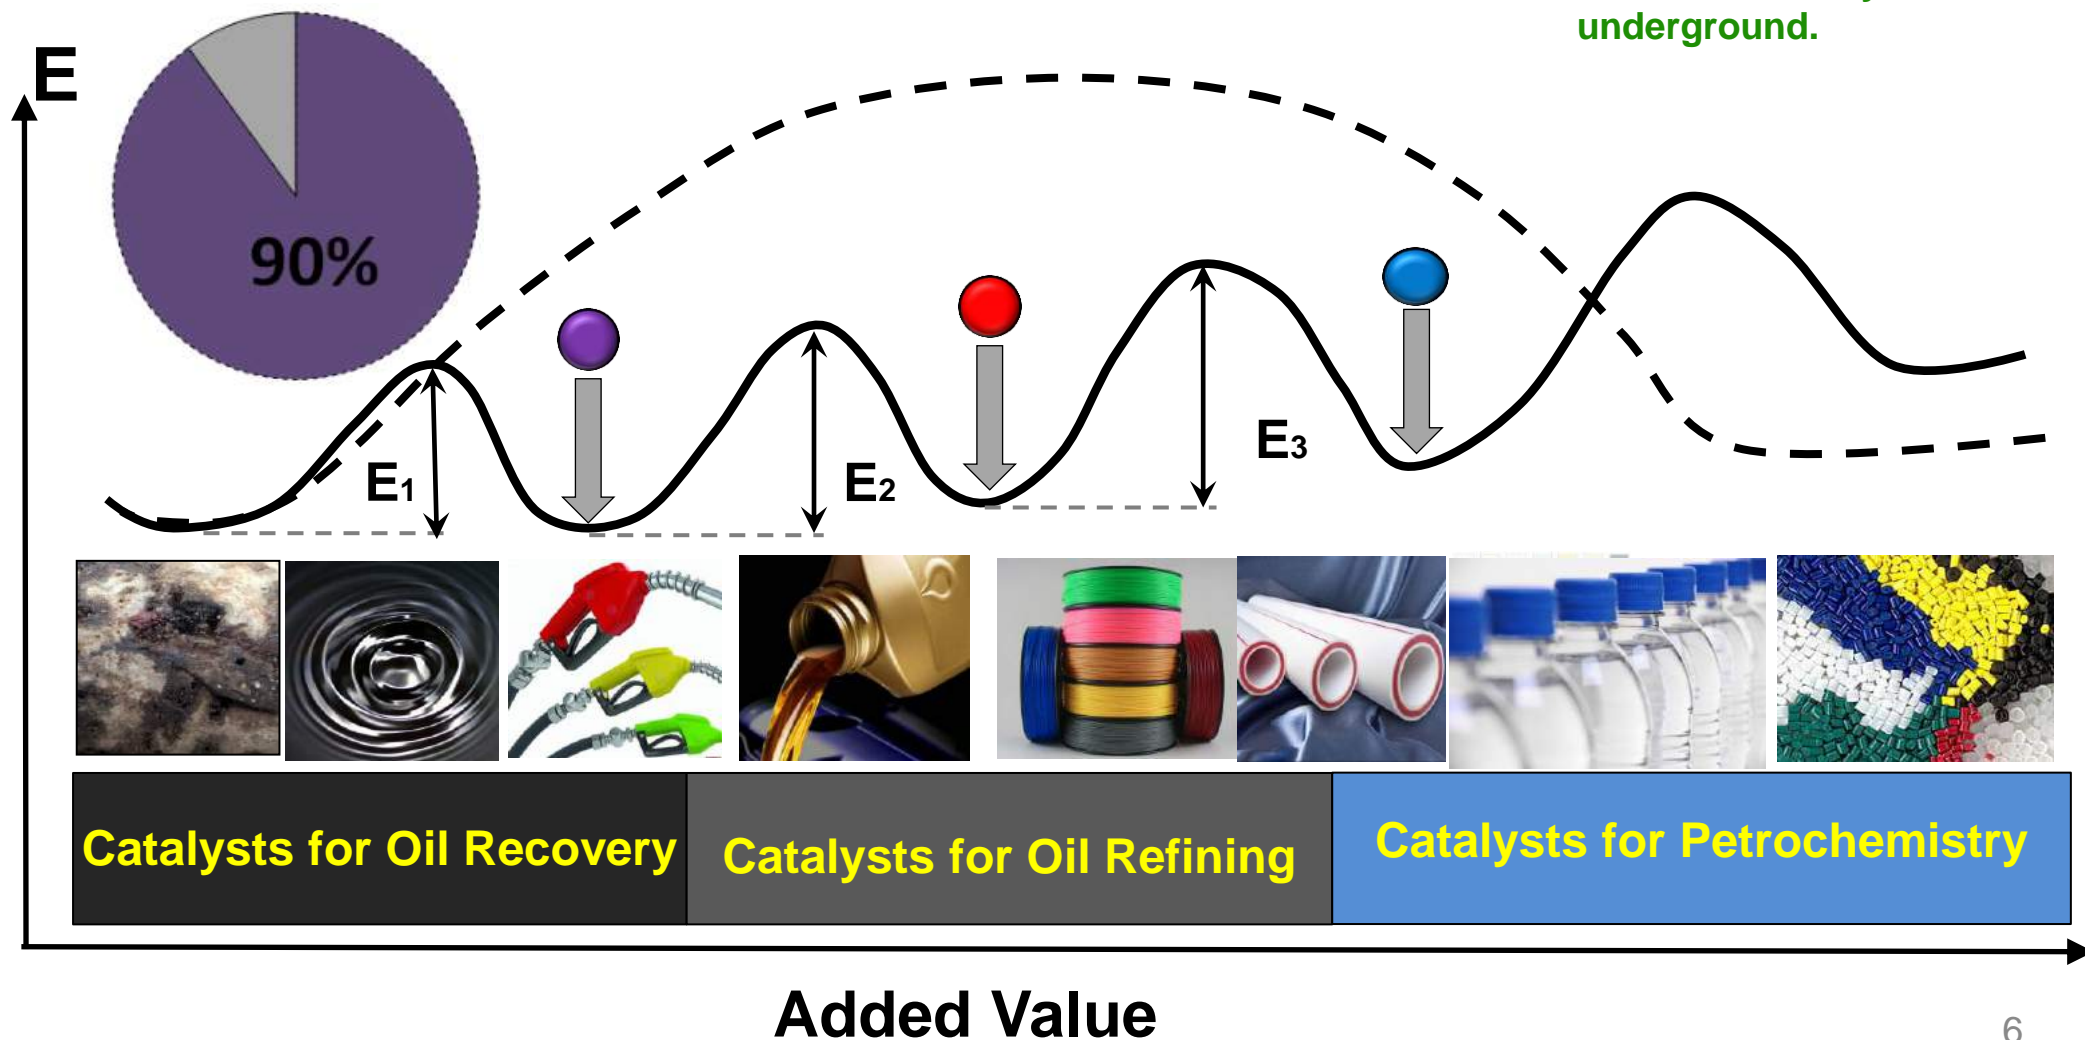 underground.
E
90%
E1
E2
E3
Catalysts for Oil Recovery
Catalysts for Oil Refining
Catalysts for Petrochemistry
Added Value
6